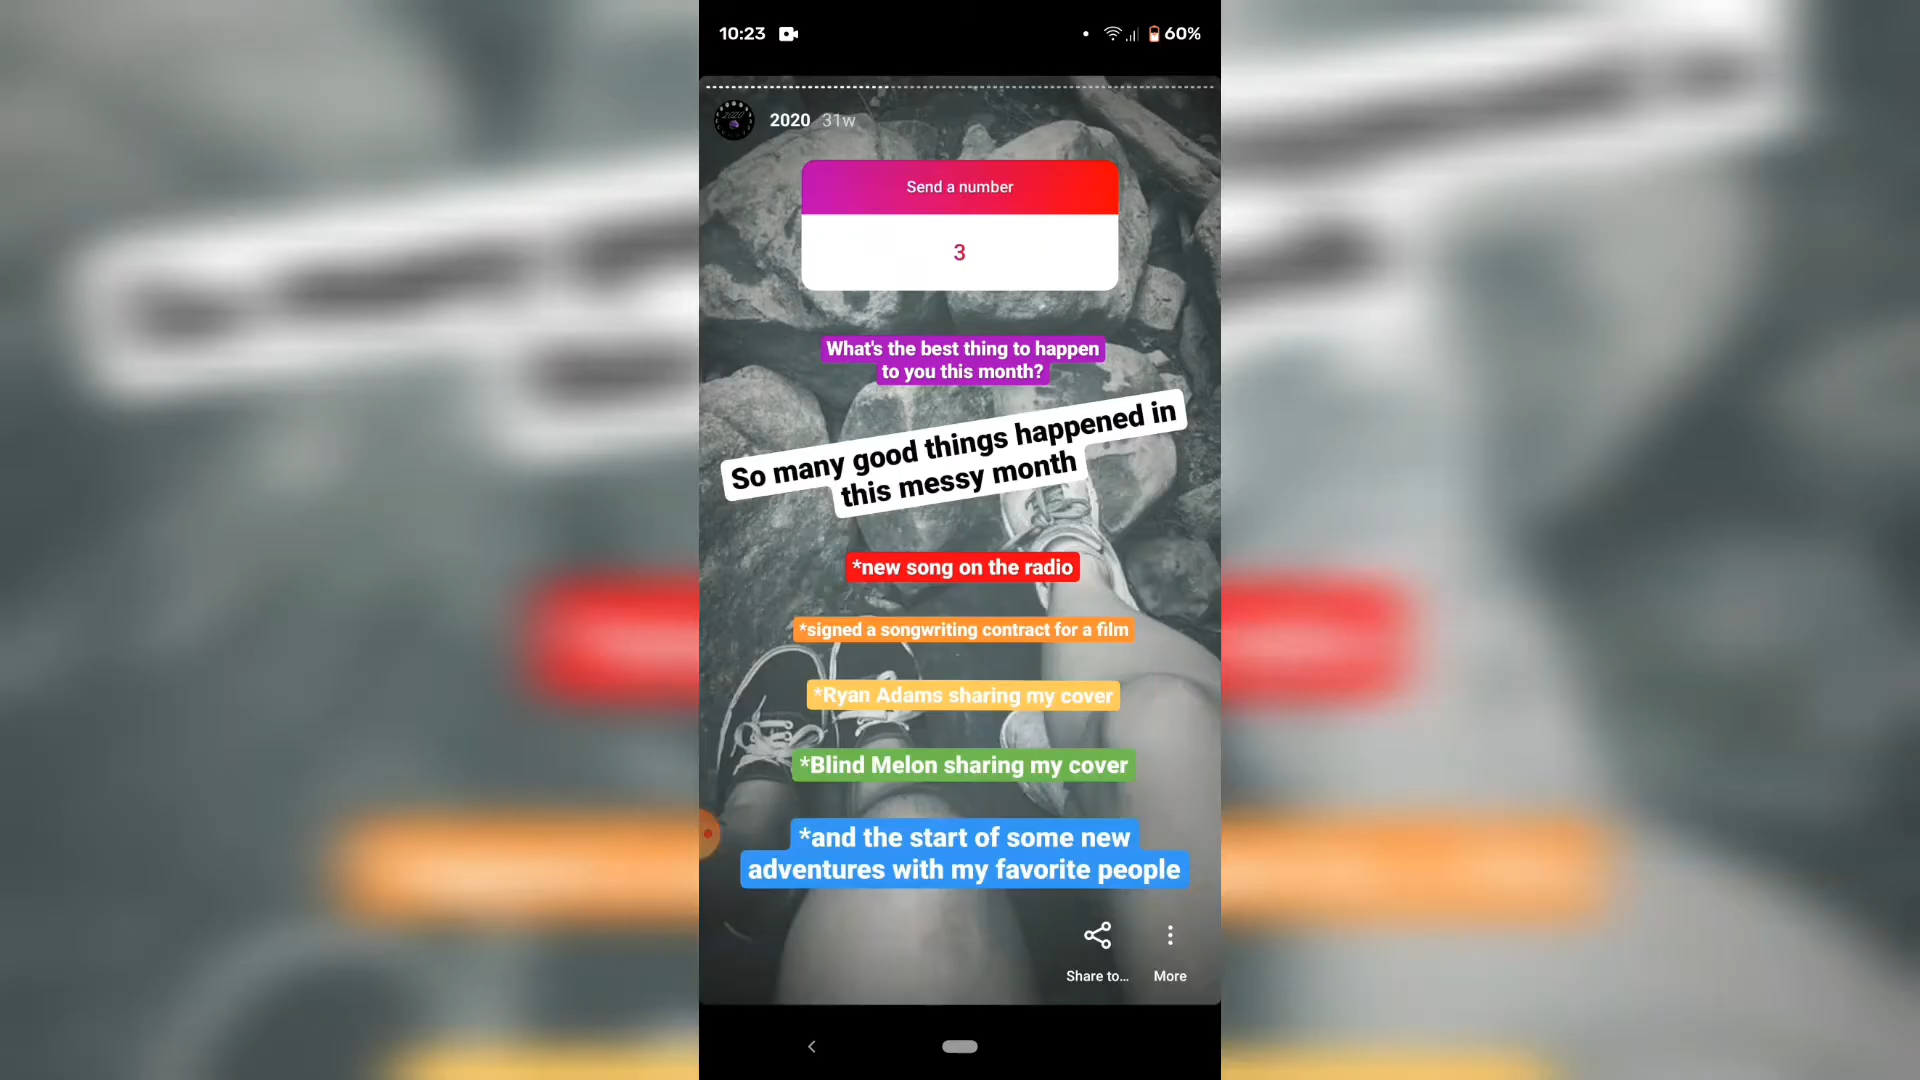 10:23
60%
2020 31w
Send a number
3
What's the best thing to happen
to you this month?
So many good things happened in
this messy month
*new song on the radio
*signed a songwriting contract for a film
*Ryan Adams sharing my cover
*Blind Melon sharing my cover
*and the start of some new
adventures with my favorite people
Share to...
More